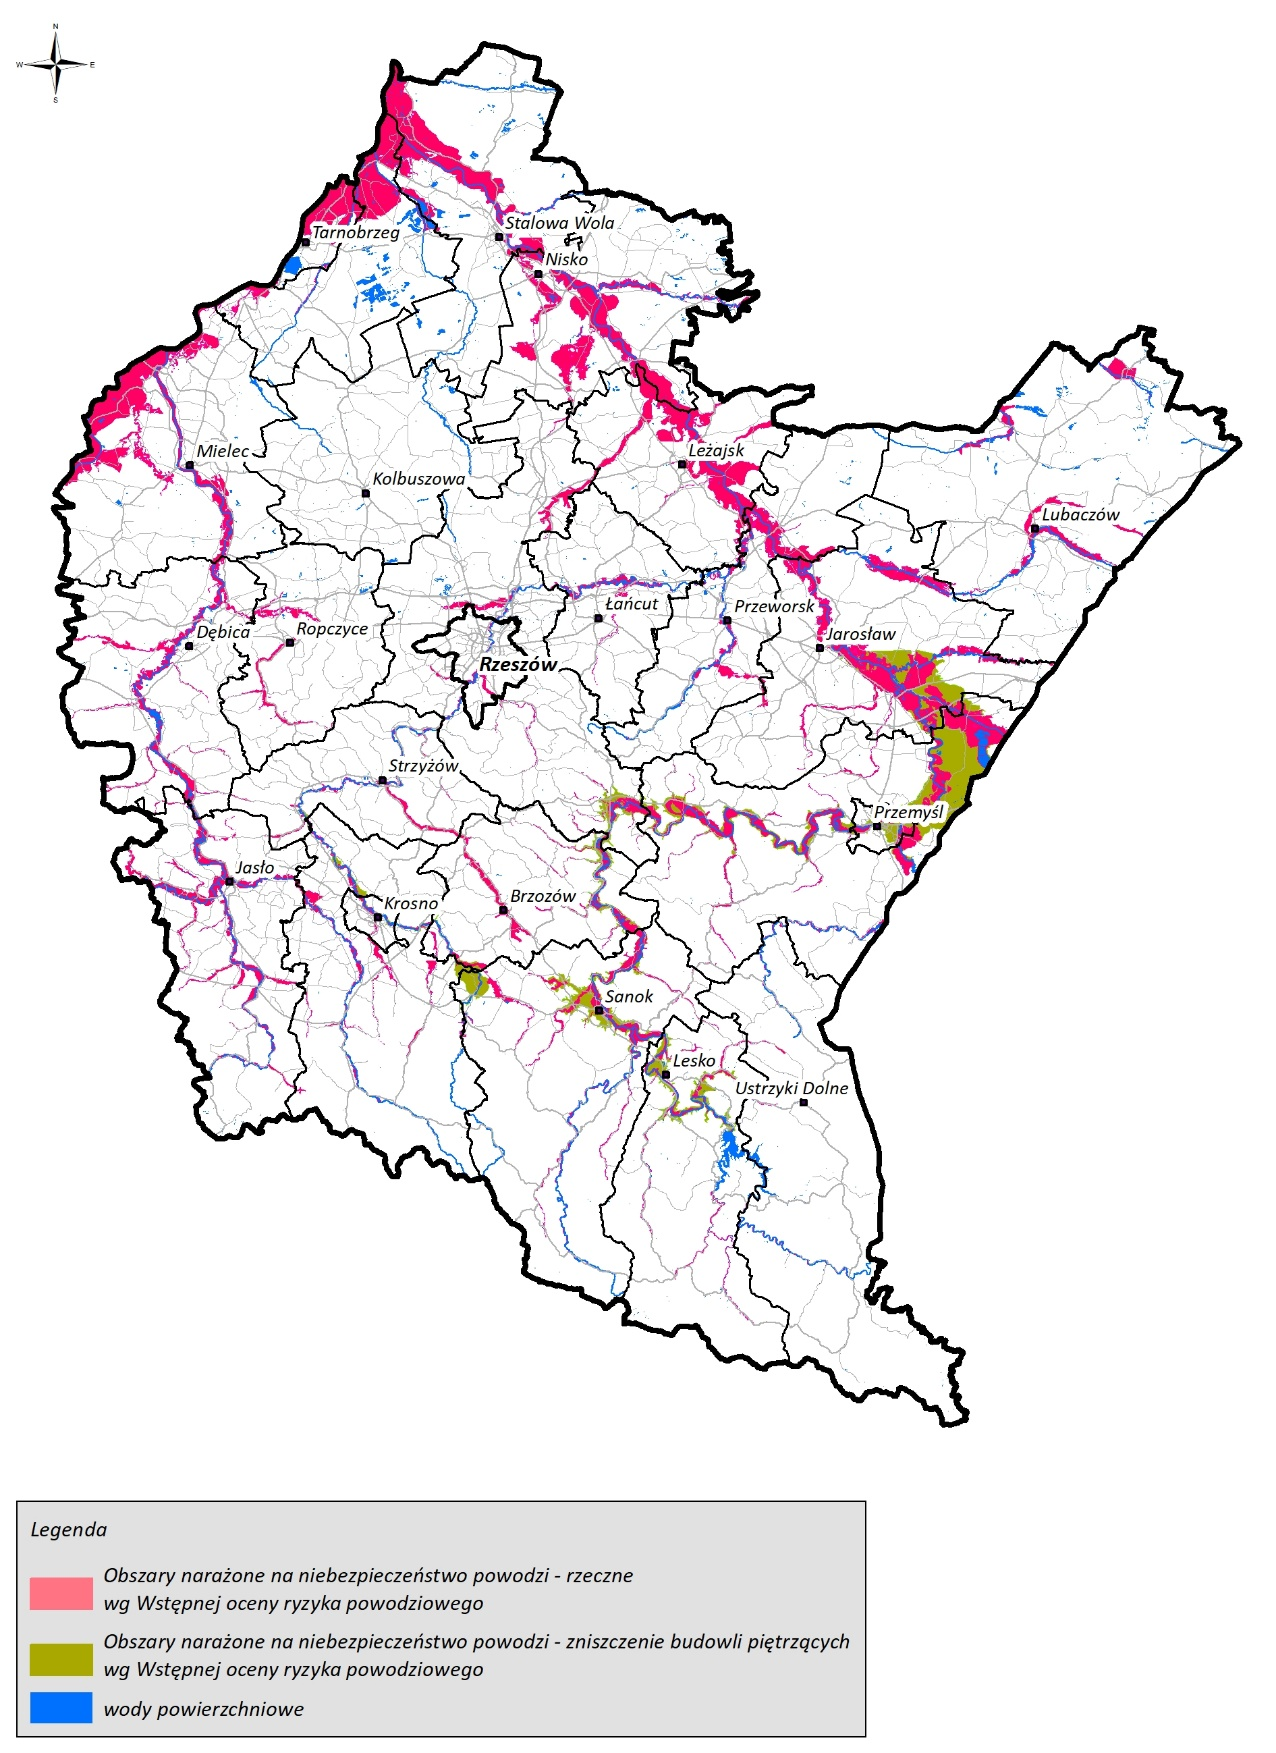 N
W E
S
Tarnobrzeg
Stalowa Wola
Nisko
Mielec
Kolbuszowa
Leżajsk
Lubaczów
Łańcut
Przeworsk
Dębica
Ropczyce
Jarosław
Rzeszów
Strzyżów
Przemyśl
Jasło
Krosno
Brzozów
Sanok
Lesko
Ustrzyki Dolne
Legenda
Obszary narażone na niebezpieczeństwo powodzi - rzeczne
wg Wstępnej oceny ryzyka powodziowego
Obszary narażone na niebezpieczeństwo powodzi - zniszczenie budowli piętrzących
wg Wstępnej oceny ryzyka powodziowego
wody powierzchniowe